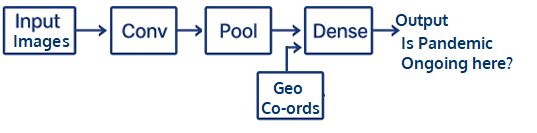 Input
Images
Conv
Pool
Dense
Output
Is Pandemic
Ongoing here?
Geo
Co-ords